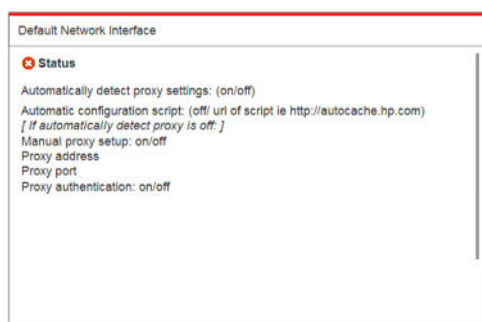 Default Network Interface
Status
Automatically detect proxy settings: (on/off)
Automatic configuration script: (off/ url of script ie http://autocache.hp.com)
[ If automatically detect proxy is off: ]
Manual proxy setup: on/off
Proxy address
Proxy port
Proxy authentication: on/off